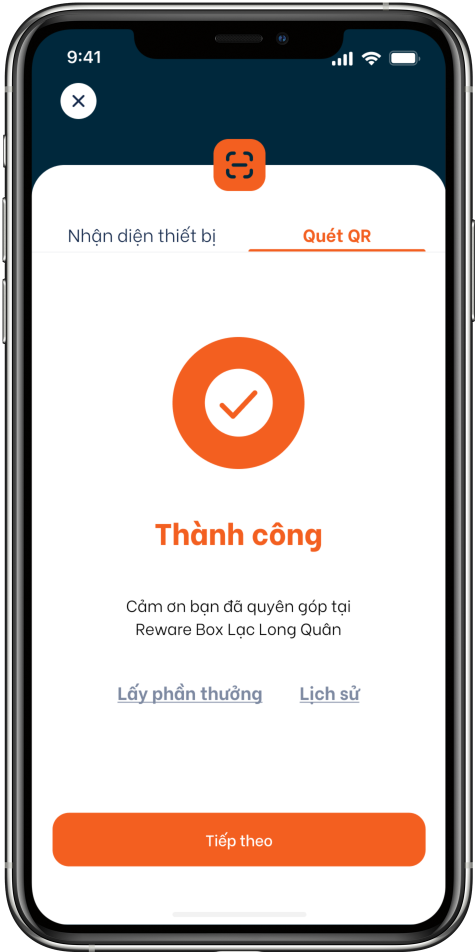 9:41
Nhận diện thiết bị
Quét QR
Thành công
Cảm ơn bạn đã quyên góp tại
Reware Box Lạc Long Quân
Lấy phần thưởng
Lịch sử
Tiếp theo